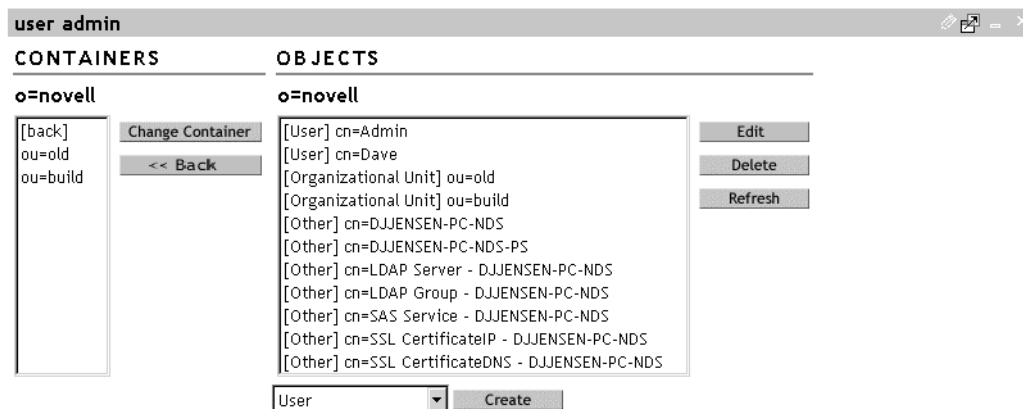 user admin
CONTAINERS
o=novell
[back]
ou=old
ou=build
Change Container
<< Back
OBJECTS
o=novell
[User] cn=Admin
[User] cn=Dave
[Organizational Unit] ou=old
[Organizational Unit] ou=build
[Other] cn=DJJENSEN-PC-NDS
[Other] cn=DJJENSEN-PC-NDS-PS
[Other] cn=LDAP Server - DJJENSEN-PC-NDS
[Other] cn=LDAP Group - DJJENSEN-PC-NDS
[Other] cn=SAS Service - DJJENSEN-PC-NDS
[Other] cn=SSL CertificateIP - DJJENSEN-PC-NDS
[Other] cn=SSL CertificateDNS - DJJENSEN-PC-NDS
Edit
Delete
Refresh
User
Create